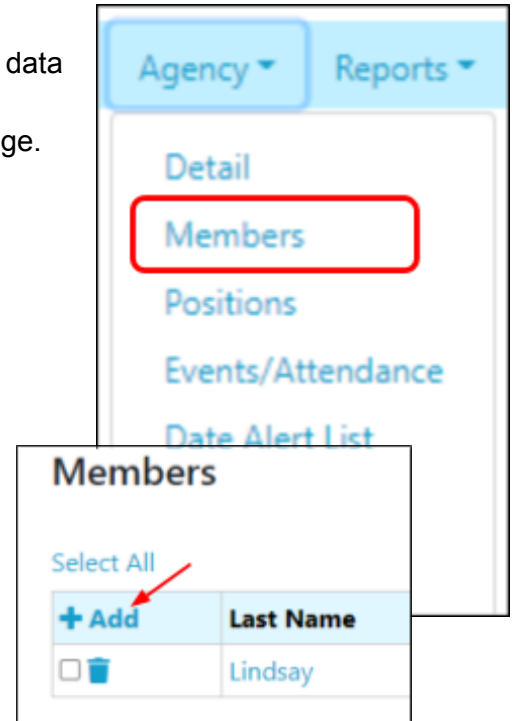 data
ge.
Agency Reports
Detail
Members
Positions
Events/Attendance
Date Alert List
Members
Select All
+ Add Last Name
Lindsay